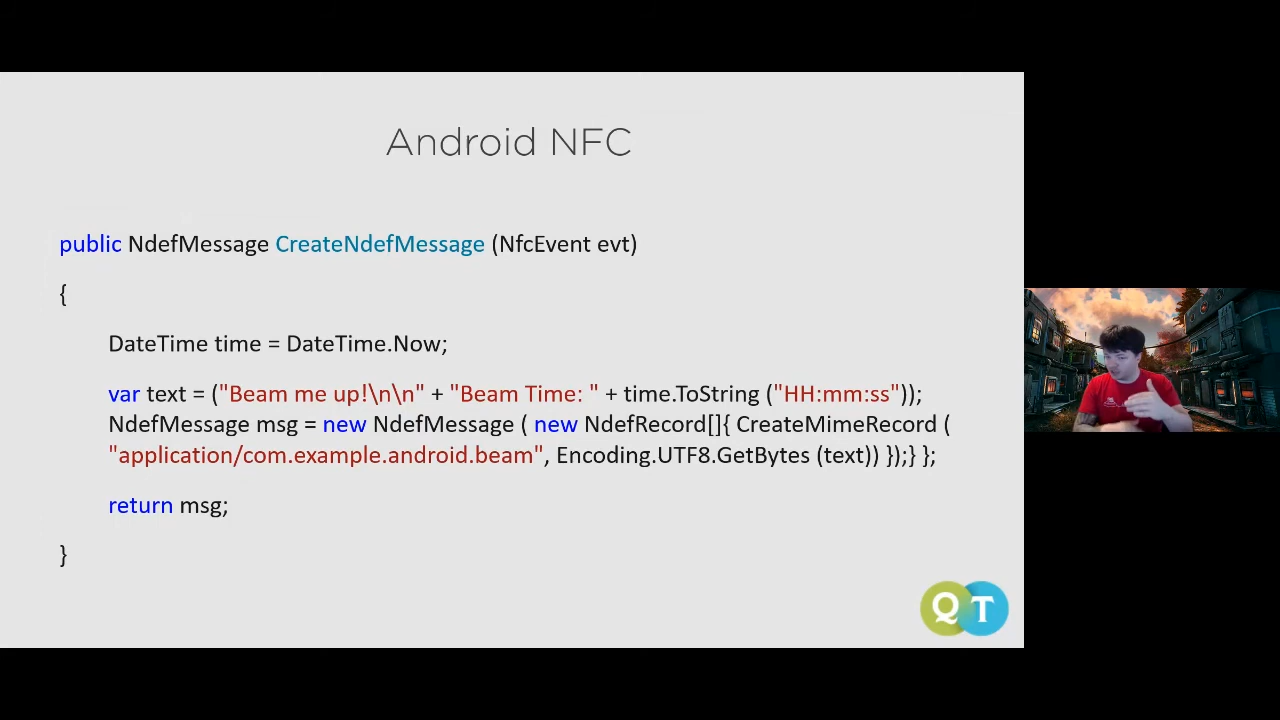 Android NFC
public NdefMessage CreateNdefMessage (NfcEvent evt)
{
DateTime time = DateTime.Now;
var text = ("Beam me up!\n\n" + "Beam Time: " + time.ToString ("HH:mm:ss"));
NdefMessage msg = new NdefMessage ( new NdefRecord[]{ CreateMimeRecord (
"application/com.example.android.beam", Encoding.UTF8.GetBytes (text)) });} };
return msg;
}
QT